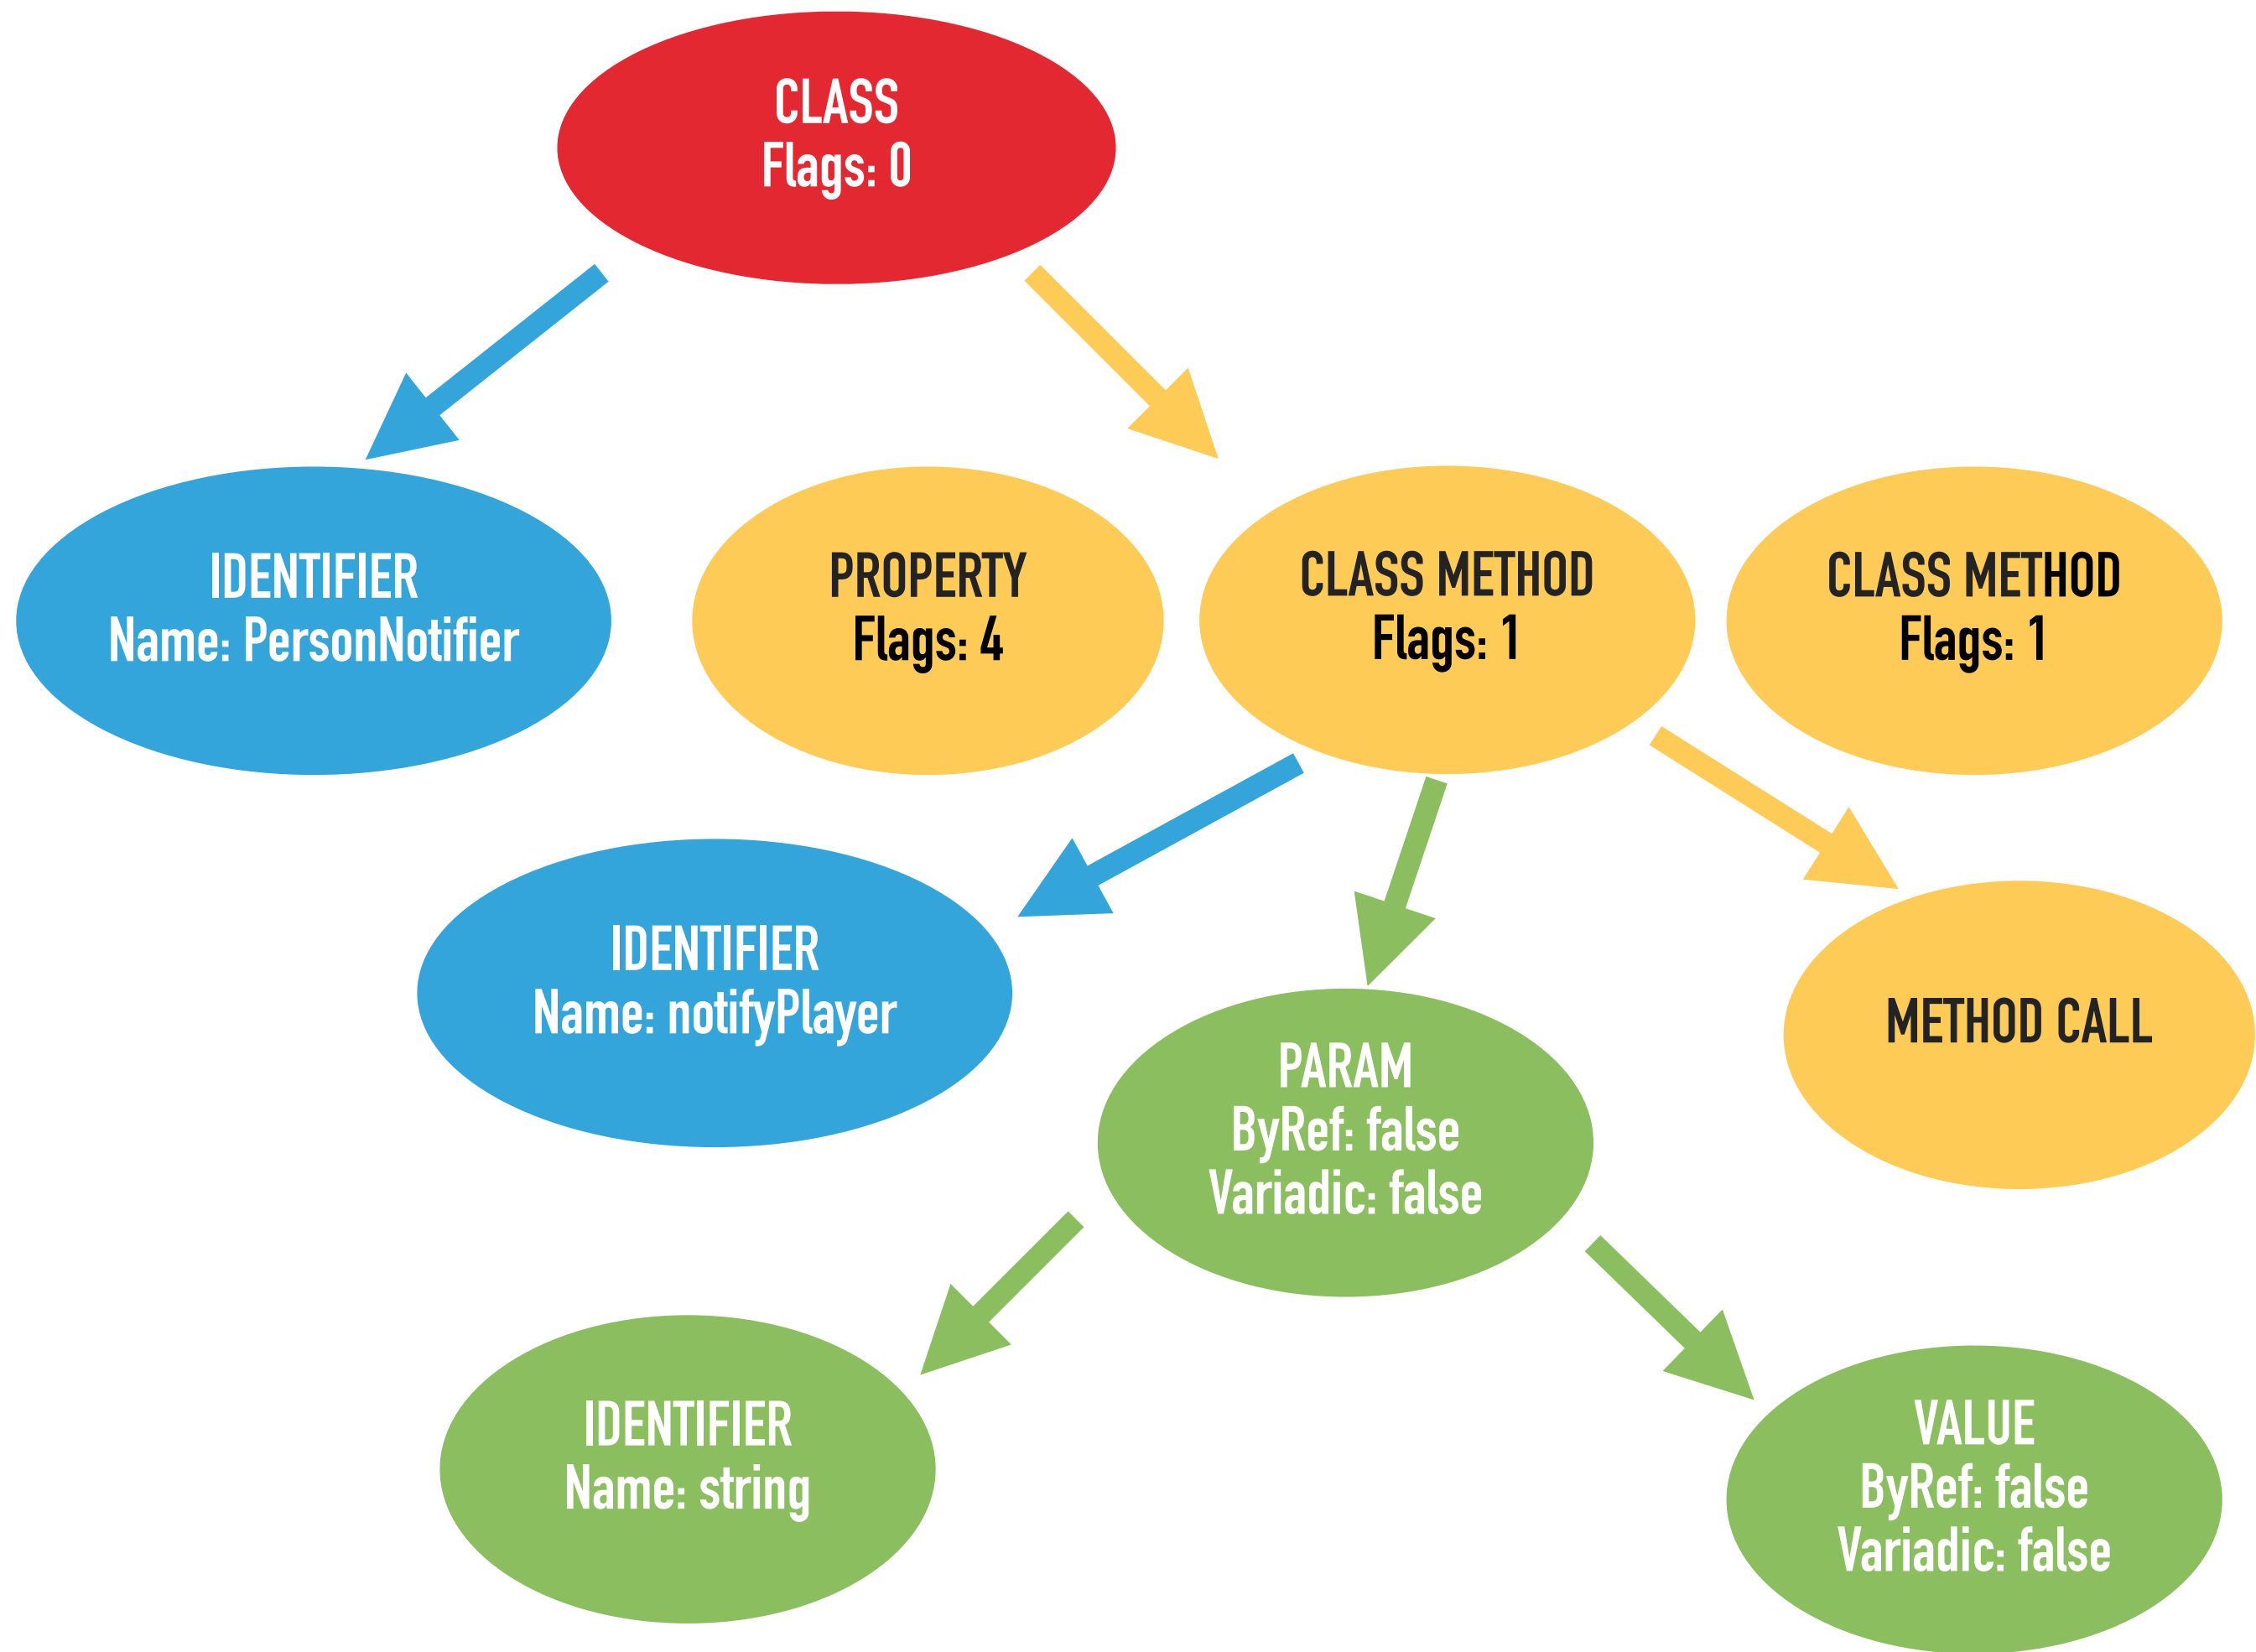 CLASS
Flags: 0
IDENTIFIER
Name: PersonNotifier
PROPERTY
Flags: 4
CLASS METHOD
Flags: 1
CLASS METHOD
Flags: 1
IDENTIFIER
Name: notifyPlayer
PARAM
ByRef: false
Variadic: false
METHOD CALL
IDENTIFIER
Name: string
VALUE
ByRef: false
Variadic: false